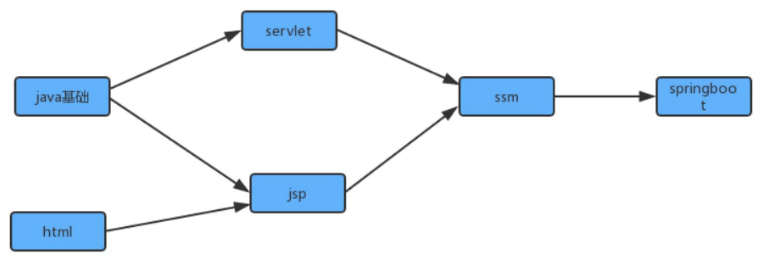 servlet
java基础
ssm
springboo
t
jsp
html